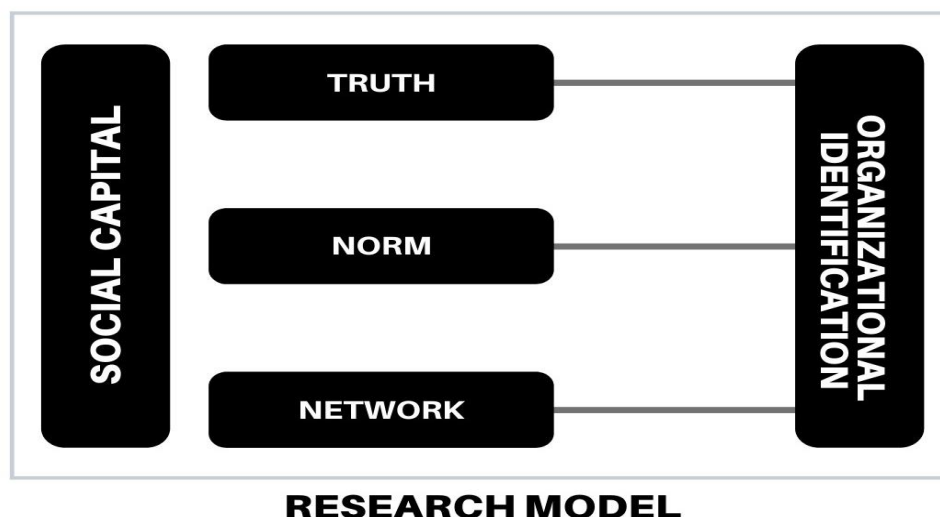 SOCIAL CAPITAL
TRUTH
NORM
NETWORK
ORGANIZATIONAL
IDENTIFICATION
RESEARCH MODEL